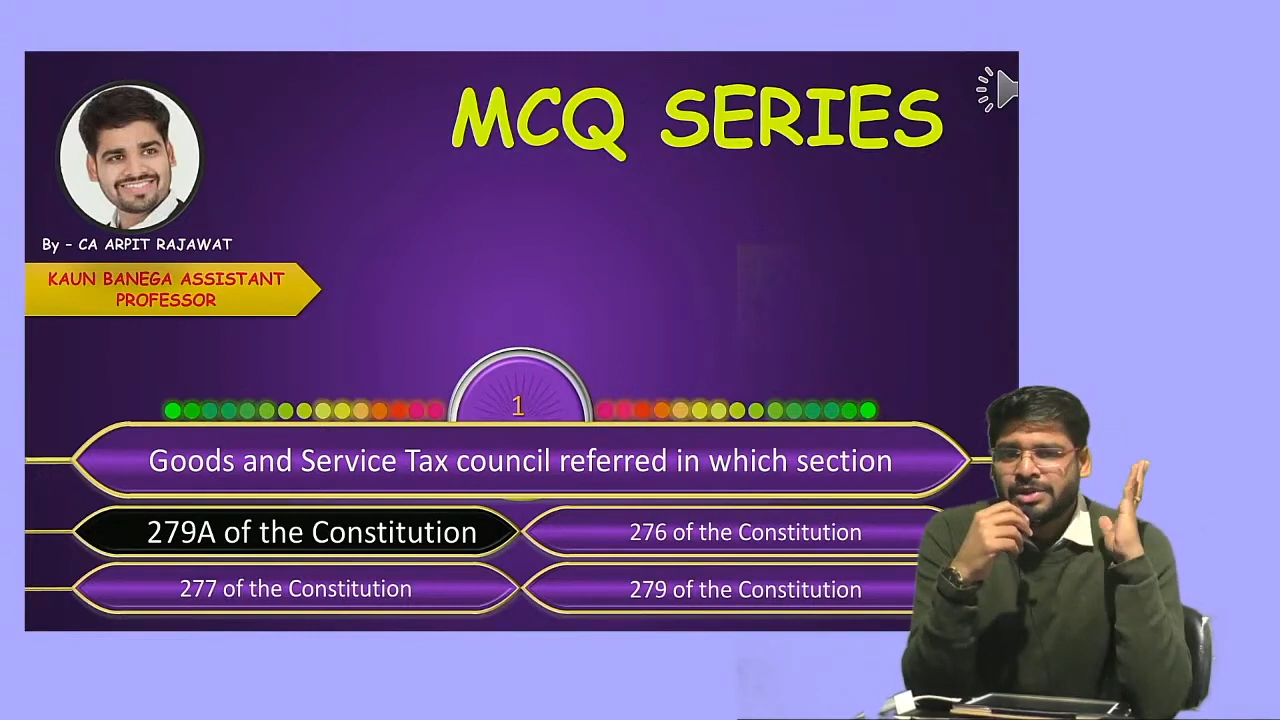 MCQ SERIES
By - CA ARPIT RAJAWAT
KAUN BANEGA ASSISTANT
PROFESSOR
1
Goods and Service Tax council referred in which section
279A of the Constitution
276 of the Constitution
277 of the Constitution
279 of the Constitution